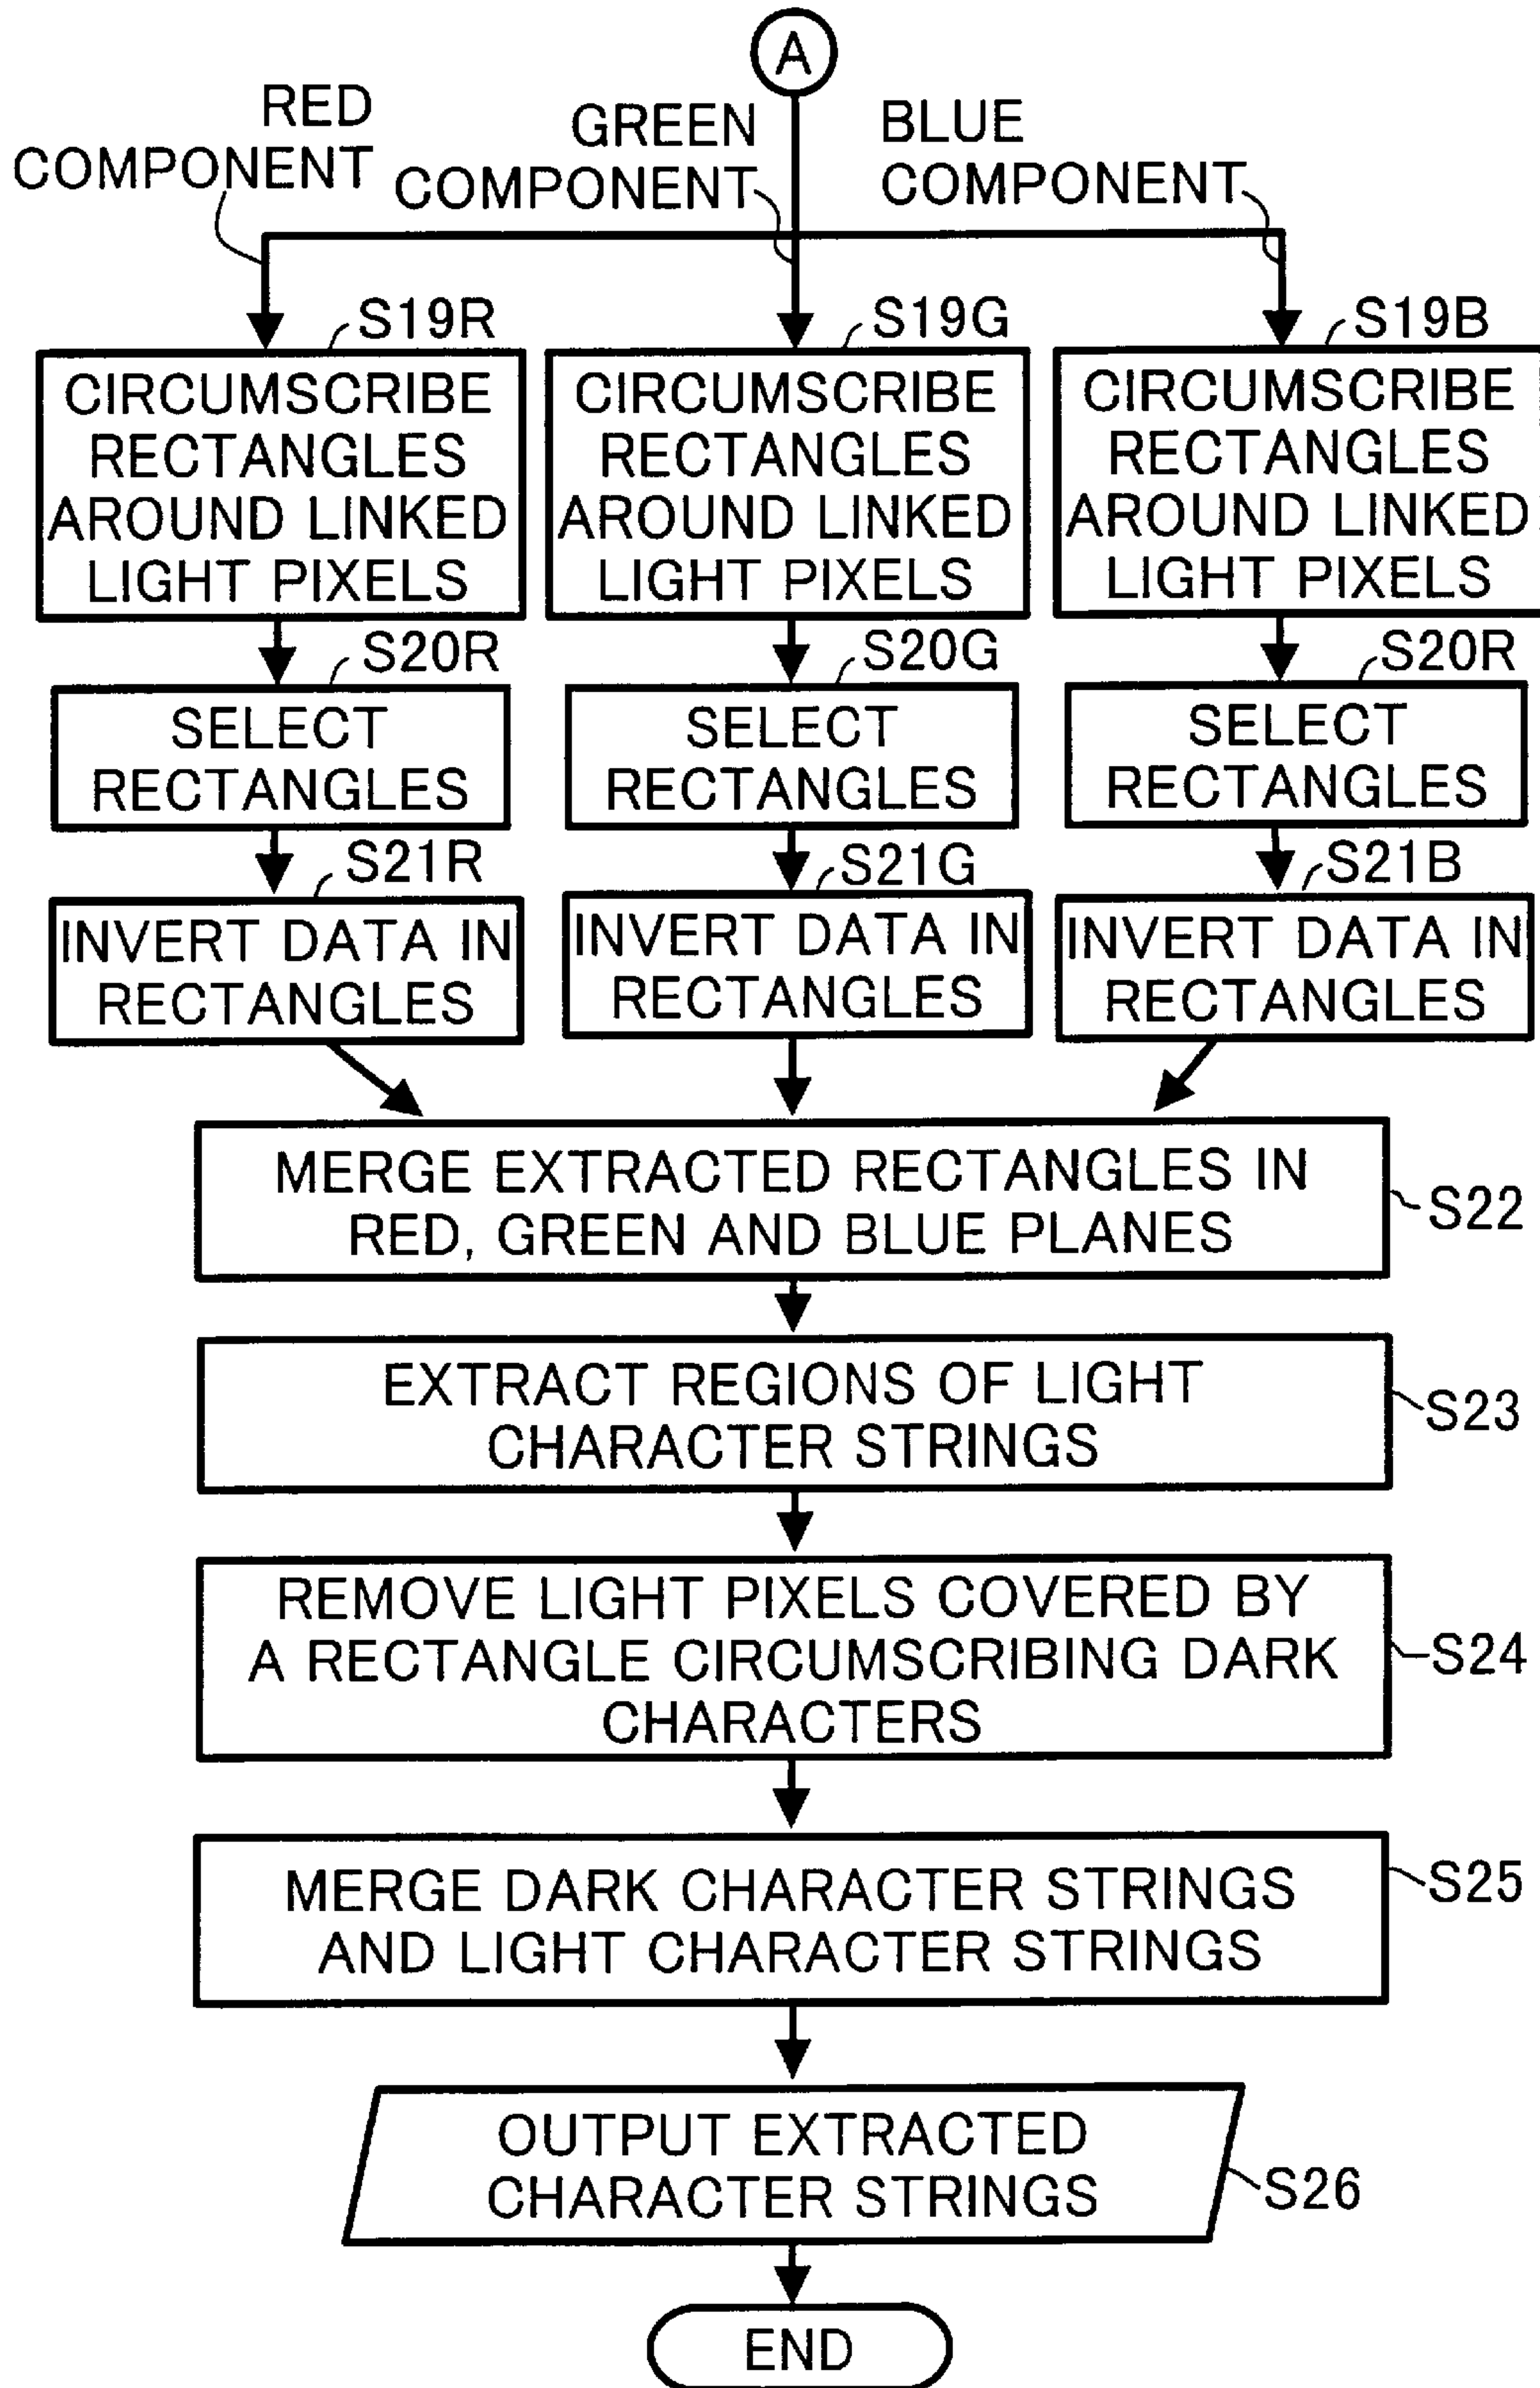 A
RED
COMPONENT
GREEN
COMPONENT
BLUE
COMPONENT
S19R
CIRCUMSCRIBE
RECTANGLES
AROUND LINKED
LIGHT PIXELS
S19G
CIRCUMSCRIBE
RECTANGLES
AROUND LINKED
LIGHT PIXELS
S19B
CIRCUMSCRIBE
RECTANGLES
AROUND LINKED
LIGHT PIXELS
S20R
SELECT
RECTANGLES
S20G
SELECT
RECTANGLES
S20R
SELECT
RECTANGLES
S21R
INVERT DATA IN
RECTANGLES
S21G
INVERT DATA IN
RECTANGLES
S21B
INVERT DATA IN
RECTANGLES
MERGE EXTRACTED RECTANGLES IN
RED, GREEN AND BLUE PLANES
S22
EXTRACT REGIONS OF LIGHT
CHARACTER STRINGS
S23
REMOVE LIGHT PIXELS COVERED BY
A RECTANGLE CIRCUMSCRIBING DARK
CHARACTERS
S24
MERGE DARK CHARACTER STRINGS
AND LIGHT CHARACTER STRINGS
S25
OUTPUT EXTRACTED
CHARACTER STRINGS
S26
END